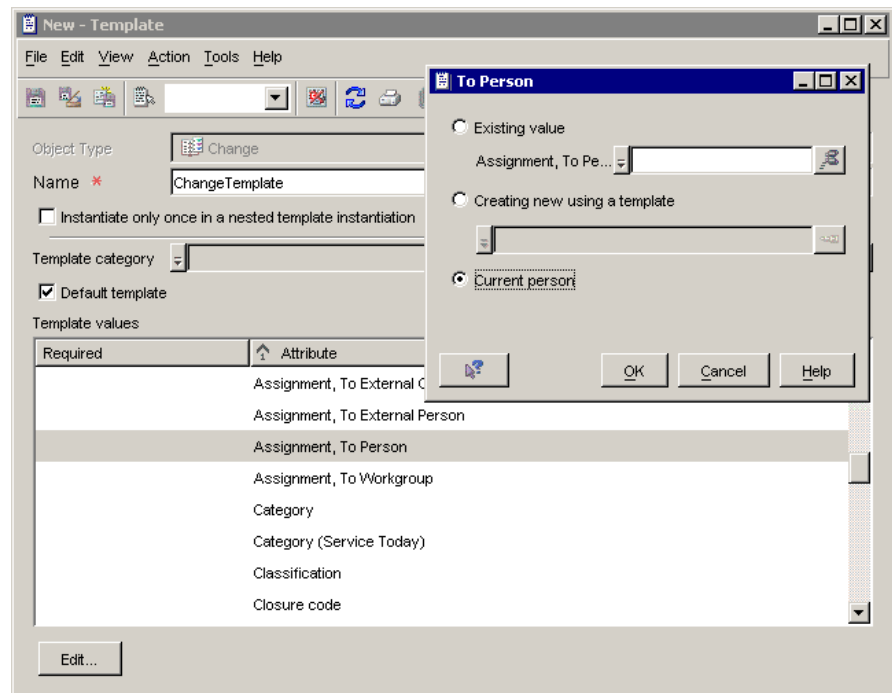 New - Template
File Edit View Action Tools Help
Object Type Change
Name * ChangeTemplate
Instantiate only once in a nested template instantiation
Template category
Default template
Template values
Required 1 Attribute
Assignment, To External
Assignment, To External Person
Assignment, To Person
Assignment, To Workgroup
Category
Category (Service Today)
Classification
Closure code
Edit...
To Person
Existing value
Assignment, To Pe...
Creating new using a template
Current person
OK Cancel Help